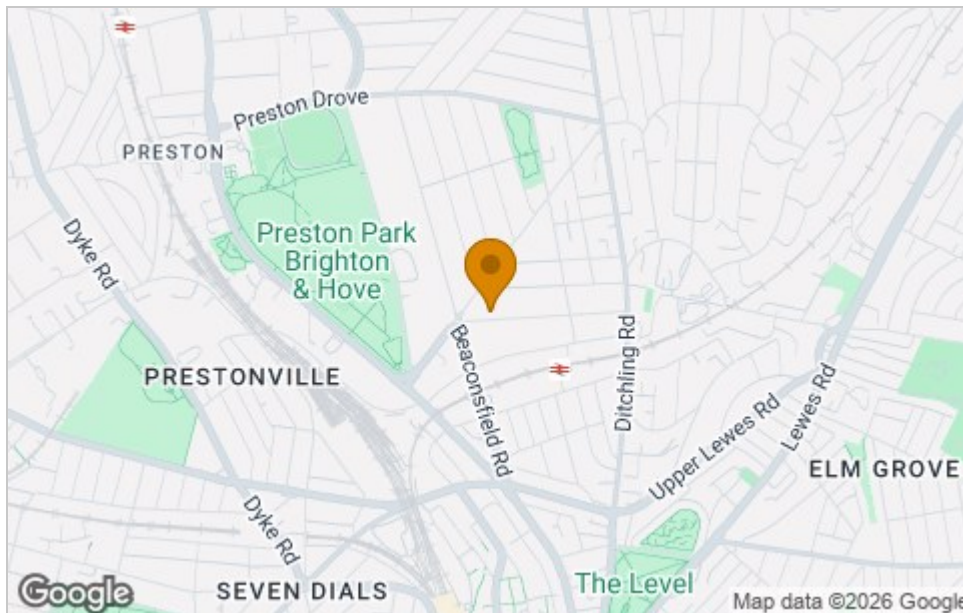 Preston Drove
PRESTON
Dyke Rd
Preston Park
Brighton
& Hove
Beaconsfield Rd
Ditchling Rd
Lewes Rd
PRESTONVILLE
Upper Lewes Rd
ELM GROVE
Dyke Rd
SEVEN DIALS
The Level
Google
Map data ©2026 Google